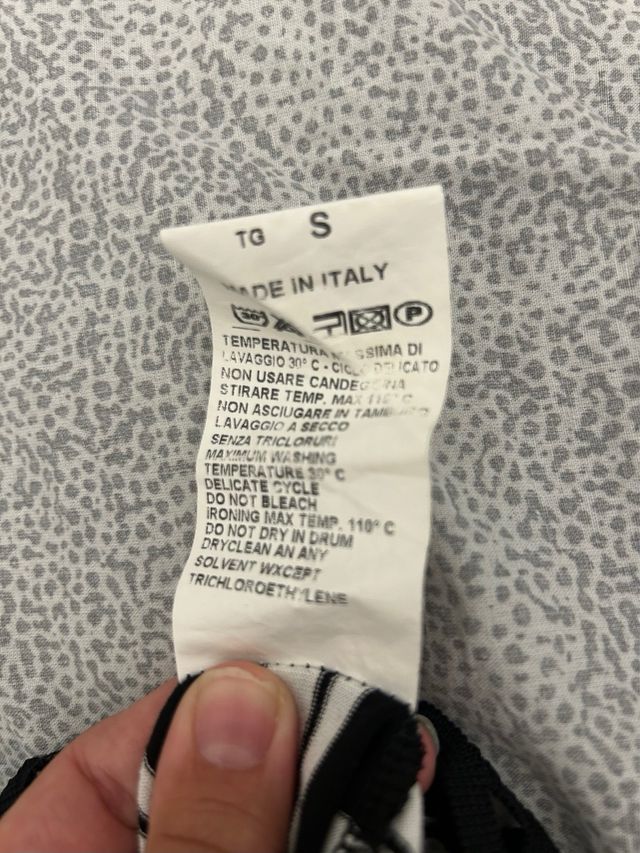 TG S
MADE IN ITALY
30° P
TEMPERATURA MASSIMA DI
LAVAGGIO 30° C - CICLO DELICATO
NON USARE CANDEGGINA
STIRARE TEMP. MAX 110° C
NON ASCIUGARE IN TAMBURO
LAVAGGIO A SECCO
SENZA TRICLORURI
MAXIMUM WASHING
TEMPERATURE 30° C
DELICATE CYCLE
DO NOT BLEACH
IRONING MAX TEMP. 110° C
DO NOT DRY IN DRUM
DRYCLEAN AN ANY
SOLVENT WXCEPT
TRICHLOROETHYLENE